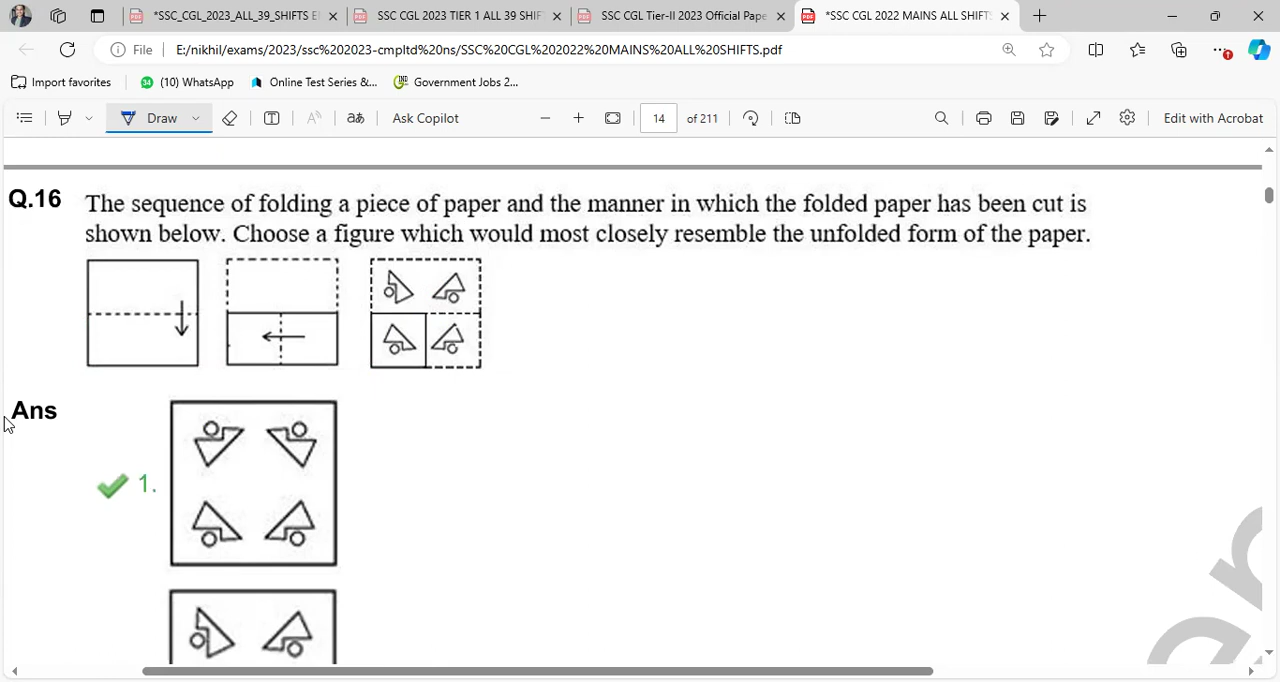 *SSC_CGL_2023_ALL_39_SHIFTS E
SSC CGL 2023 TIER 1 ALL 39 SHIF
SSC CGL Tier-II 2023 Official Pape
*SSC CGL 2022 MAINS ALL SHIFTS
File
E:/nikhil/exams/2023/ssc%202023-cmpltd%20ns/SSC%20CGL%202022%20MAINS%20ALL%20SHIFTS.pdf
Import favorites
34
(10) WhatsApp
Online Test Series &...
Government Jobs 2...
Draw
T
A
aあ
Ask Copilot
14
of 211
Edit with Acrobat
Q.16
The sequence of folding a piece of paper and the manner in which the folded paper has been cut is
shown below. Choose a figure which would most closely resemble the unfolded form of the paper.
Ans
1.